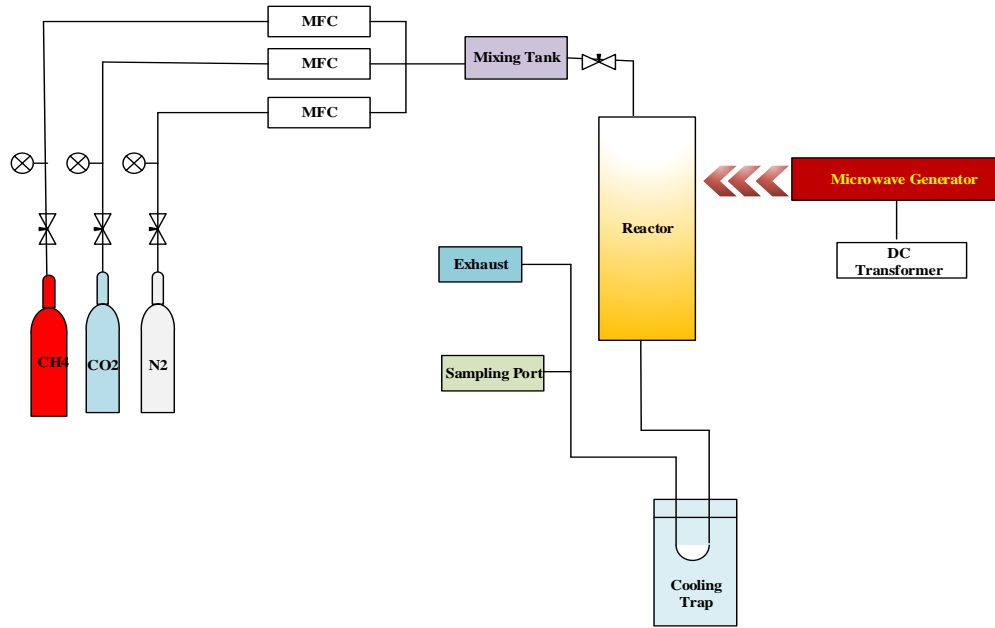 MFC
MFC
MFC
Mixing Tank
Microwave Generator
Reactor
DC
Transformer
Exhaust
Sampling Port
CH4
CO2
N2
Cooling
Trap